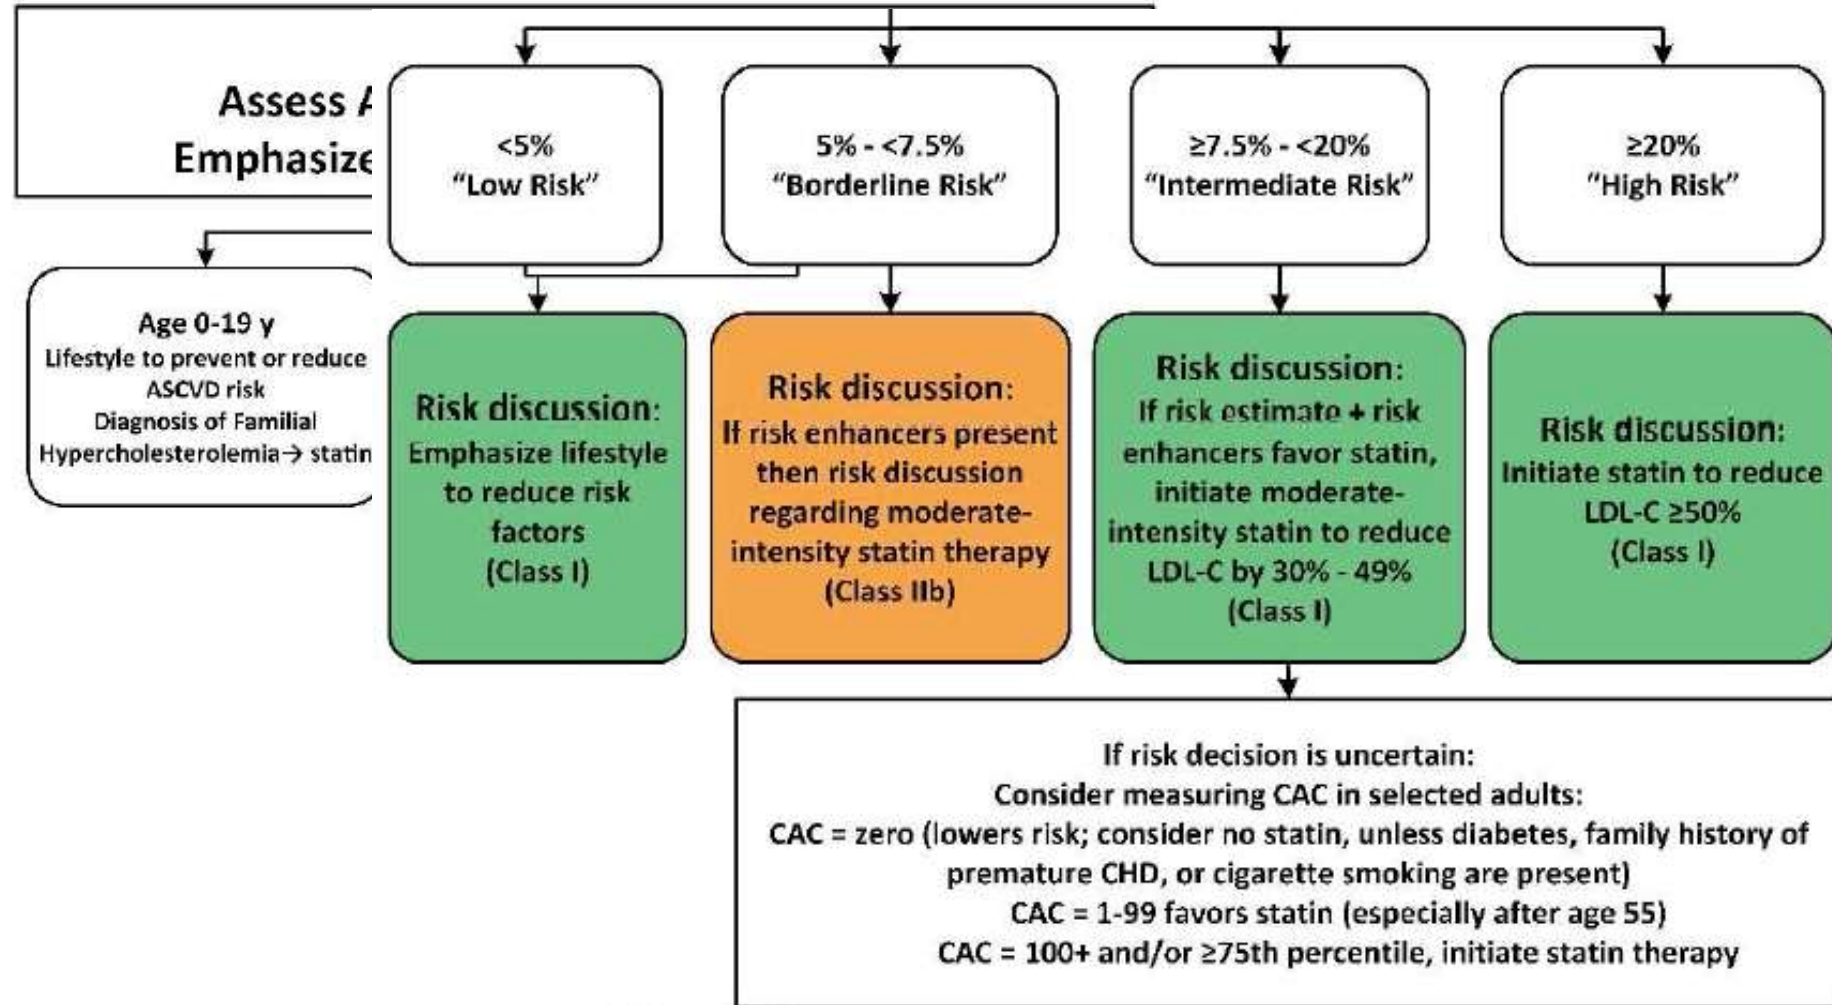 Assess A
Emphasize
<5%
“Low Risk”
5% - <7.5%
“Borderline Risk”
≥7.5% - <20%
“Intermediate Risk”
≥20%
“High Risk”
Age 0-19 y
Lifestyle to prevent or reduce
ASCVD risk
Diagnosis of Familial
Hypercholesterolemia→ statin
Risk discussion:
Emphasize lifestyle
to reduce risk
factors
(Class I)
Risk discussion:
If risk enhancers present
then risk discussion
regarding moderate-
intensity statin therapy
(Class IIb)
Risk discussion:
If risk estimate + risk
enhancers favor statin,
initiate moderate-
intensity statin to reduce
LDL-C by 30% - 49%
(Class I)
Risk discussion:
Initiate statin to reduce
LDL-C ≥50%
(Class I)
If risk decision is uncertain:
Consider measuring CAC in selected adults:
CAC = zero (lowers risk; consider no statin, unless diabetes, family history of
premature CHD, or cigarette smoking are present)
CAC = 1-99 favors statin (especially after age 55)
CAC = 100+ and/or ≥75th percentile, initiate statin therapy